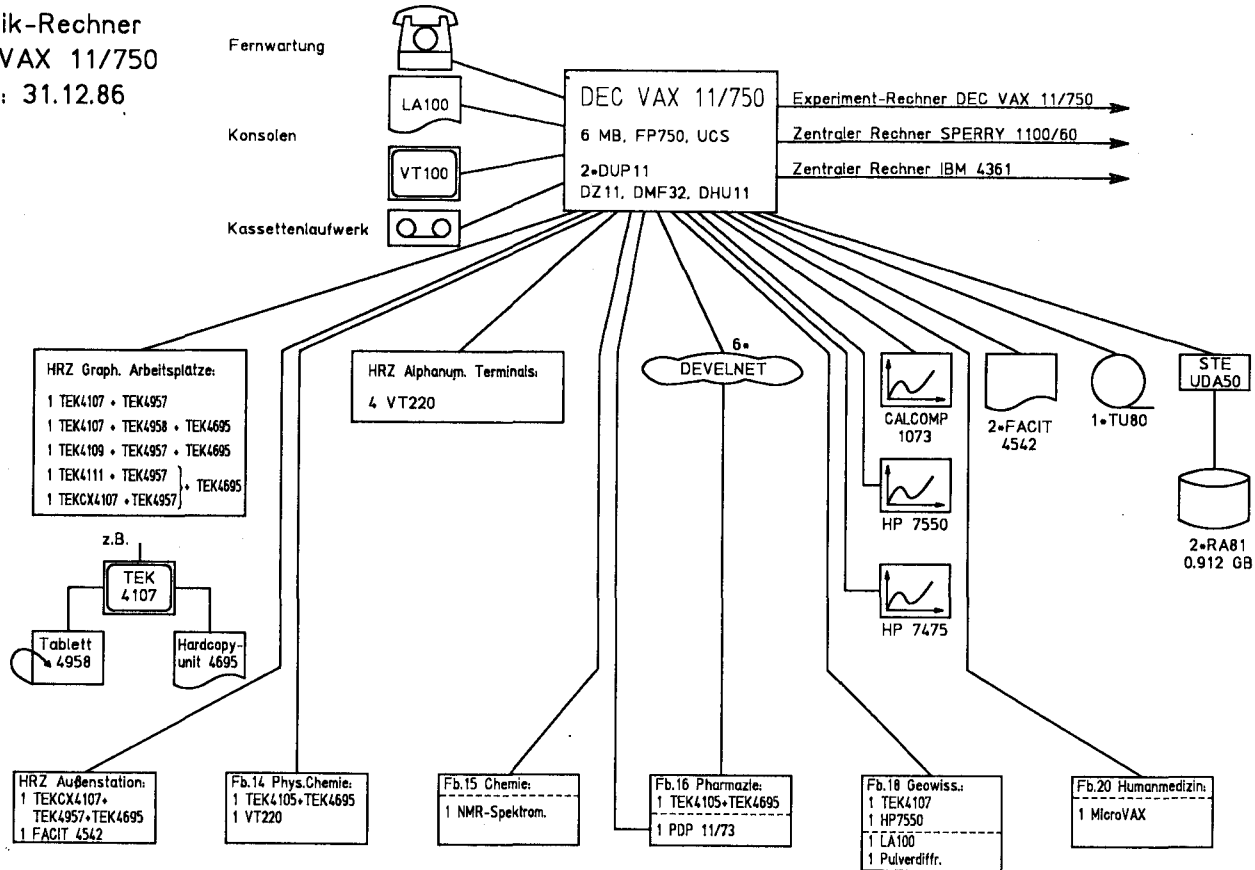 ik-Rechner
VAX 11/750
: 31.12.86
Fernwartung
Konsolen
LA100
VT100
Kassettenlaufwerk
DEC VAX 11/750
6 MB, FP750, UCS
2*DUP11
DZ11, DMF32, DHU11
Experiment-Rechner DEC VAX 11/750
Zentraler Rechner SPERRY 1100/60
Zentraler Rechner IBM 4361
HRZ Graph. Arbeitsplätze:
1 TEK4107 + TEK4957
1 TEK4107 + TEK4958 + TEK4695
1 TEK4109 + TEK4957 + TEK4695
1 TEK4111 + TEK4957
1 TEKCX4107 +TEK4957
+ TEK4695
z.B.
TEK
4107
Tablett
4958
Hardcopy-
unit 4695
HRZ Alphanum. Terminals:
4 VT220
6*
DEVELNET
CALCOMP
1073
HP 7550
HP 7475
2*FACIT
4542
1*TU80
STE
UDA50
2*RA81
0.912 GB
HRZ Außenstation:
1 TEKCX4107+
TEK4957+TEK4695
1 FACIT 4542
Fb.14 Phys.Chemie:
1 TEK4105+TEK4695
1 VT220
Fb.15 Chemie:
1 NMR-Spektrom.
Fb.16 Pharmazie:
1 TEK4105+TEK4695
1 PDP 11/73
Fb.18 Geowiss.:
1 TEK4107
1 HP7550
1 LA100
1 Pulverdiffr.
Fb.20 Humanmedizin:
1 MicroVAX